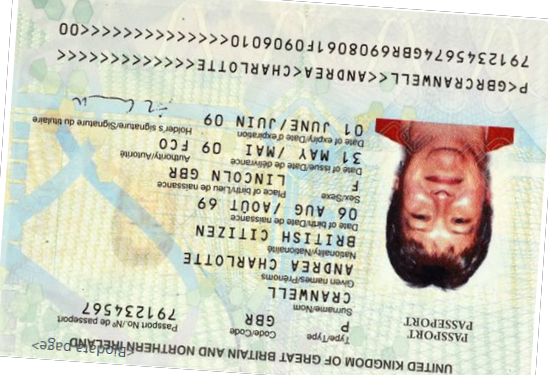 UNITED KINGDOM OF GREAT BRITAIN AND NORTHERN IRELAND
<Biodata page>
PASSPORT
PASSEPORT
Type/Type
P
Code/Code
GBR
Passport No./Nº de passeport
791234567
Surname/Nom
CRANWELL
Given names/Prénoms
ANDREA CHARLOTTE
Nationality/Nationalité
BRITISH CITIZEN
Date of birth/Date de naissance
06 AUG /AOÛT 69
Sex/Sexe
F
Place of birth/Lieu de naissance
LINCOLN GBR
Date of issue/Date de délivrance
31 MAY /MAI 09
Authority/Autorité
FCO
Date of expiry/Date d'expiration
01 JUNE/JUIN 09
Holder's signature/Signature du titulaire
P<GBRCRANWELL<<ANDREA<CHARLOTTE<<<<<<<<<<<<<
7912345674GBR6908061F0906010<<<<<<<<<<<<<<00